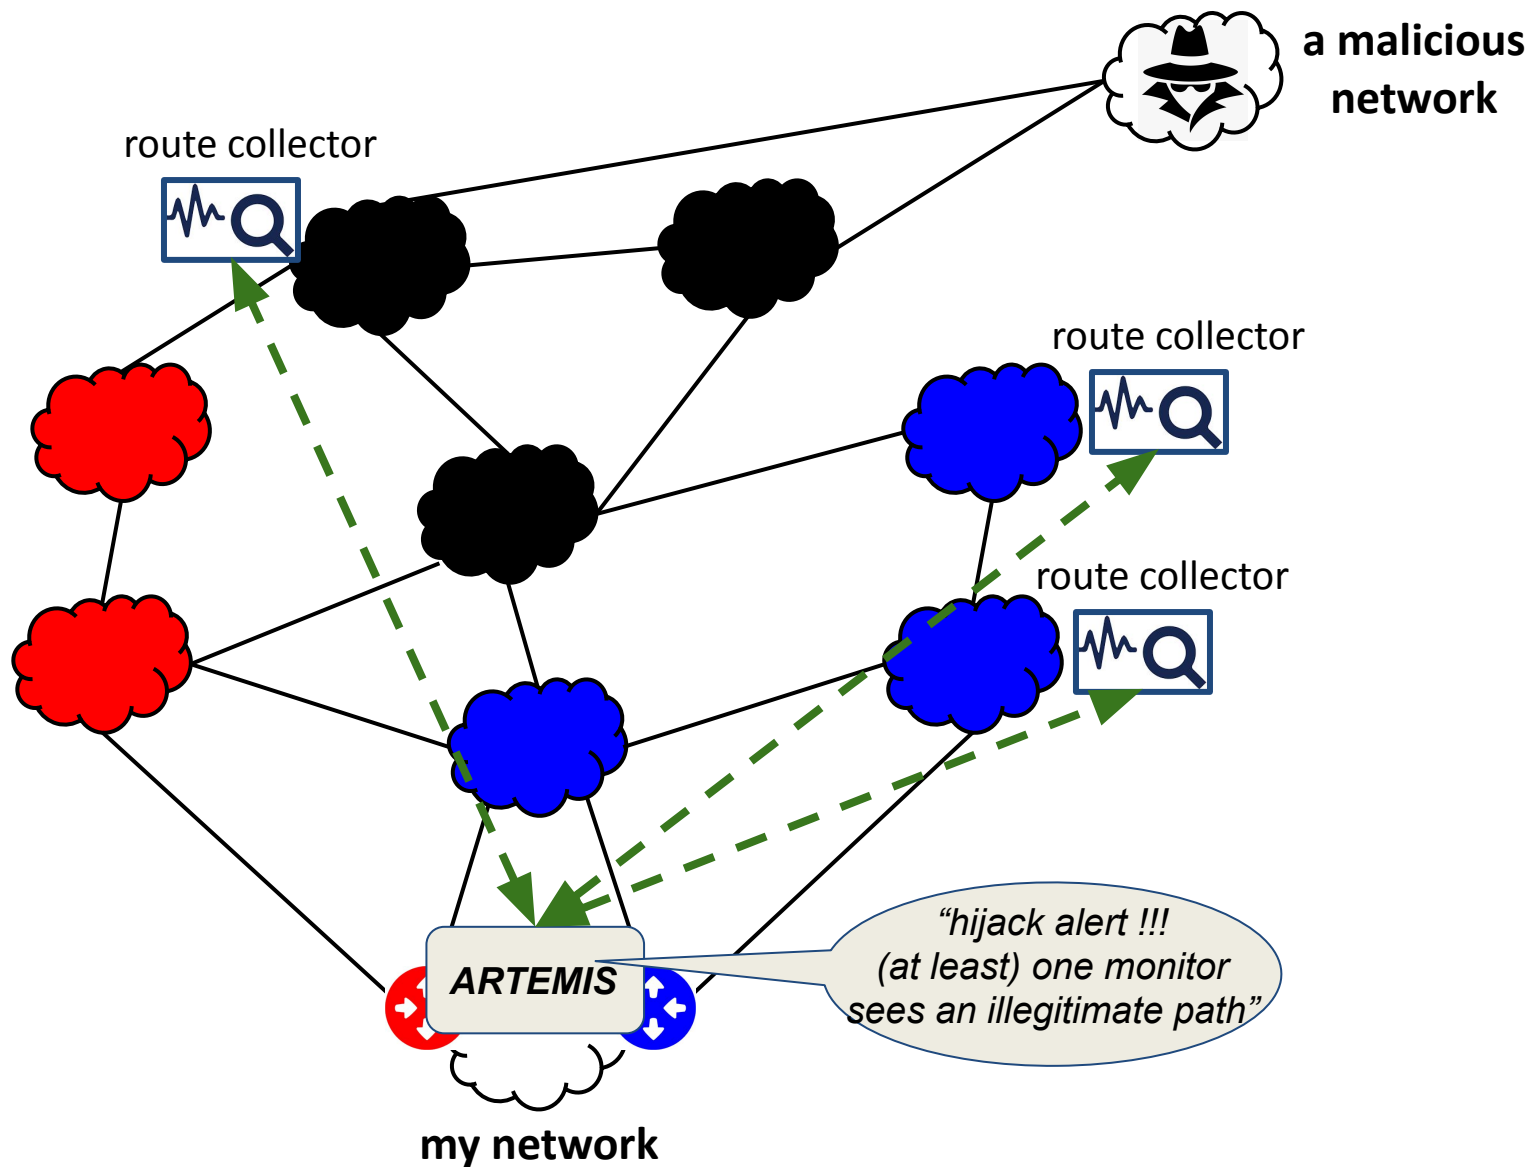 a malicious
network
route collector
route collector
route collector
ARTEMIS
“hijack alert !!!
(at least) one monitor
sees an illegitimate path”
my network